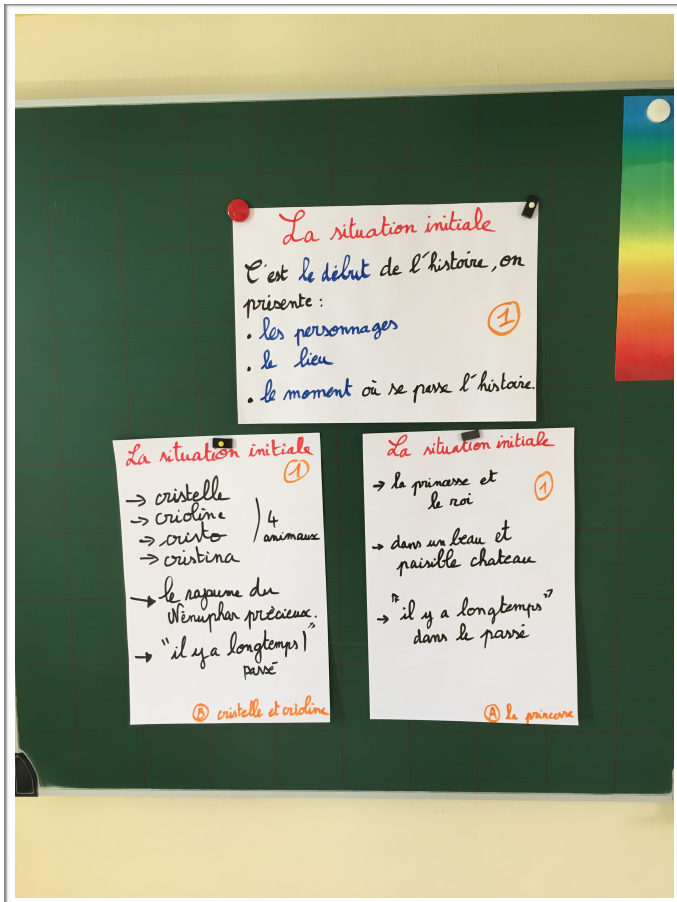 La situation initiale
C'est le début de l'histoire, on
présente :
• les personnages
• le lieu
• le moment où se passe l'histoire.
1
La situation initiale
1
→ cristelle
→ crioline
→ cristo
→ cristina
4
animaux
→ le royaume du
Nénuphar précieux.
→ "il y a longtemps"
passé
B cristelle et crioline
La situation initiale
→ la princesse et
le roi
1
→ dans un beau et
paisible chateau
→ "il y a longtemps"
dans le passé
A la princesse